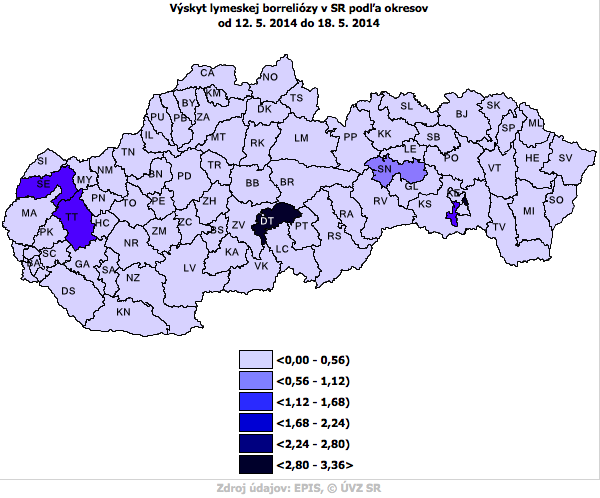 Výskyt lymeskej borreliózy v SR podľa okresov
od 12. 5. 2014 do 18. 5. 2014
CA
NO
KM
TS
BY
DK
PU
PB
ZA
SL
SK
BJ
IL
MT
RK
LM
PP
KK
SB
SP
ML
LE
TN
SI
NM
TR
SN
PO
VT
HE
SV
SE
MY
BN
PD
BB
BR
GL
PN
TO
PE
ZH
RV
KS
KE
SO
MA
TT
HC
ZC
DT
PT
RA
MI
PK
ZM
BS
ZV
RS
TV
NR
SC
KA
LC
BA
GA
SA
LV
VK
NZ
DS
KN
<0,00 - 0,56)
<0,56 - 1,12)
<1,12 - 1,68)
<1,68 - 2,24)
<2,24 - 2,80)
<2,80 - 3,36>
Zdroj údajov: EPIS, © ÚVZ SR